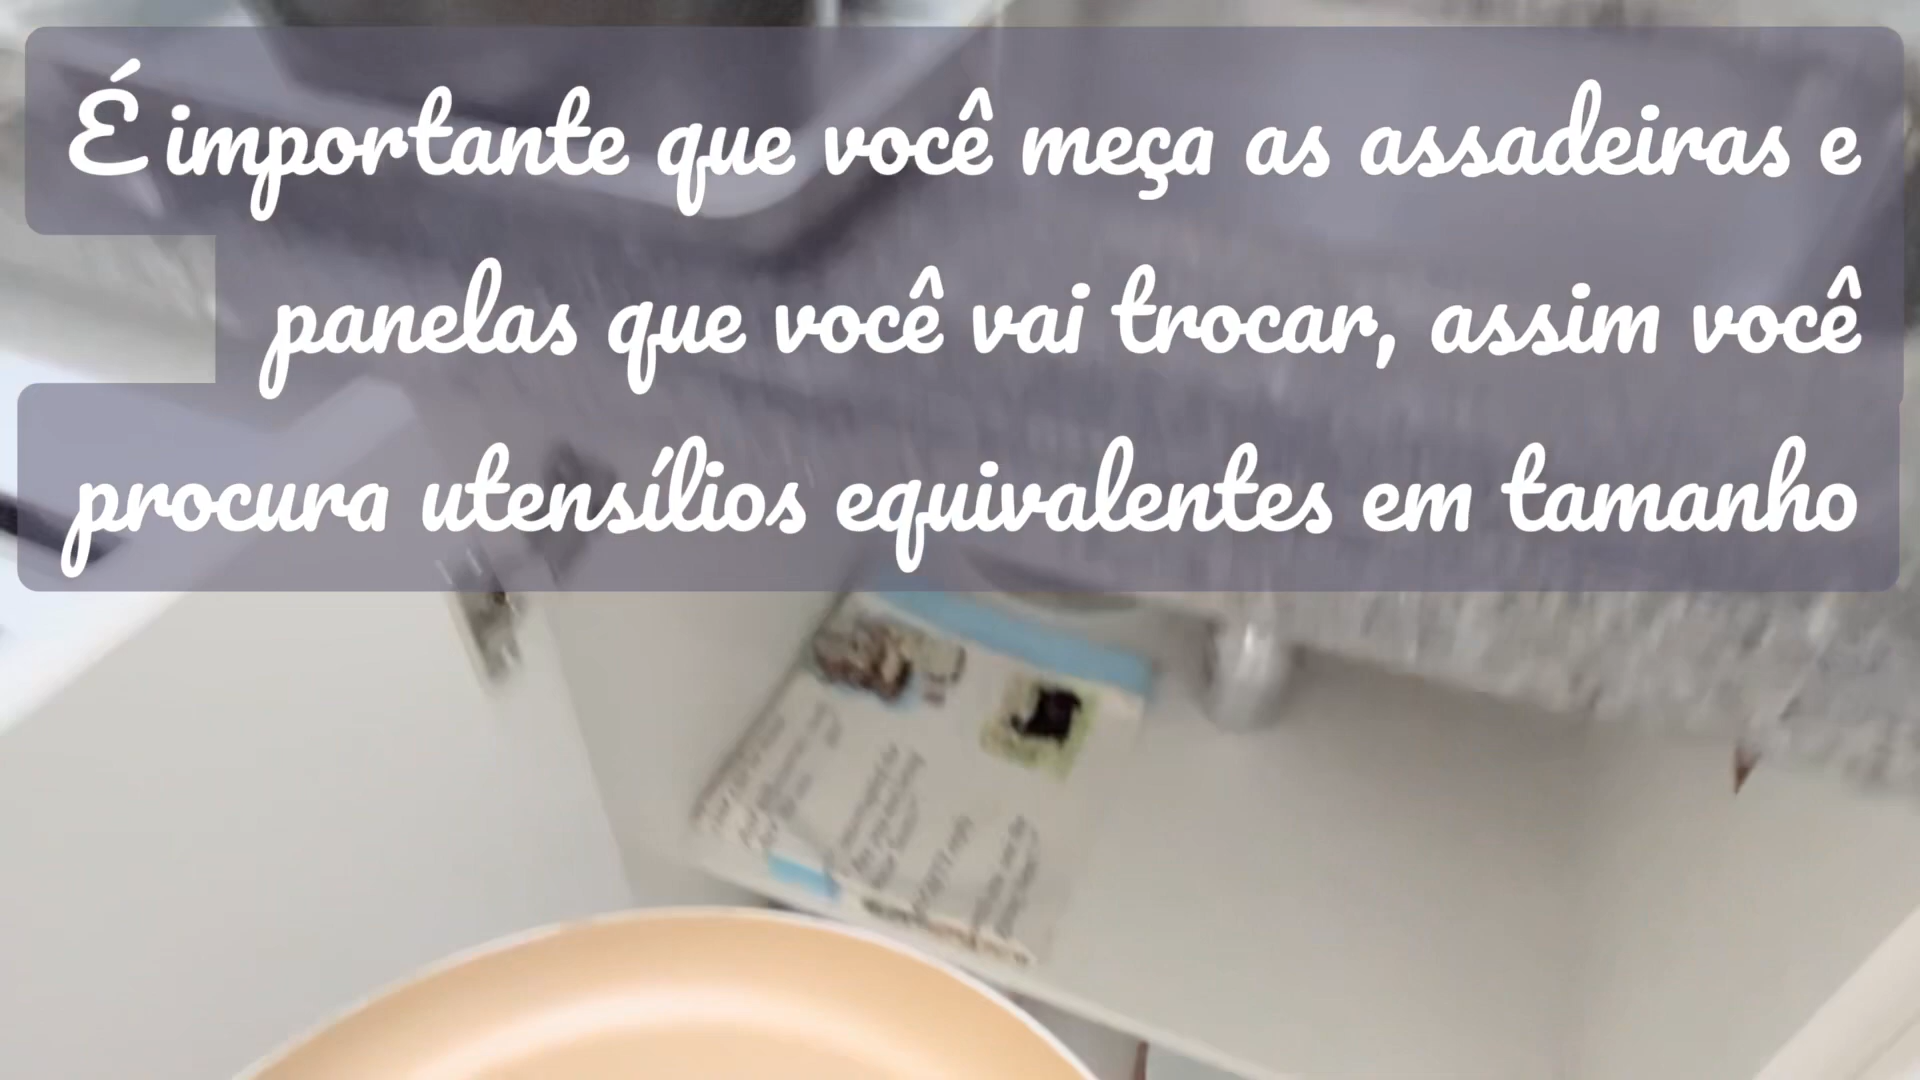 É importante que você meça as assadeiras e
panelas que você vai trocar, assim você
procura utensílios equivalentes em tamanho